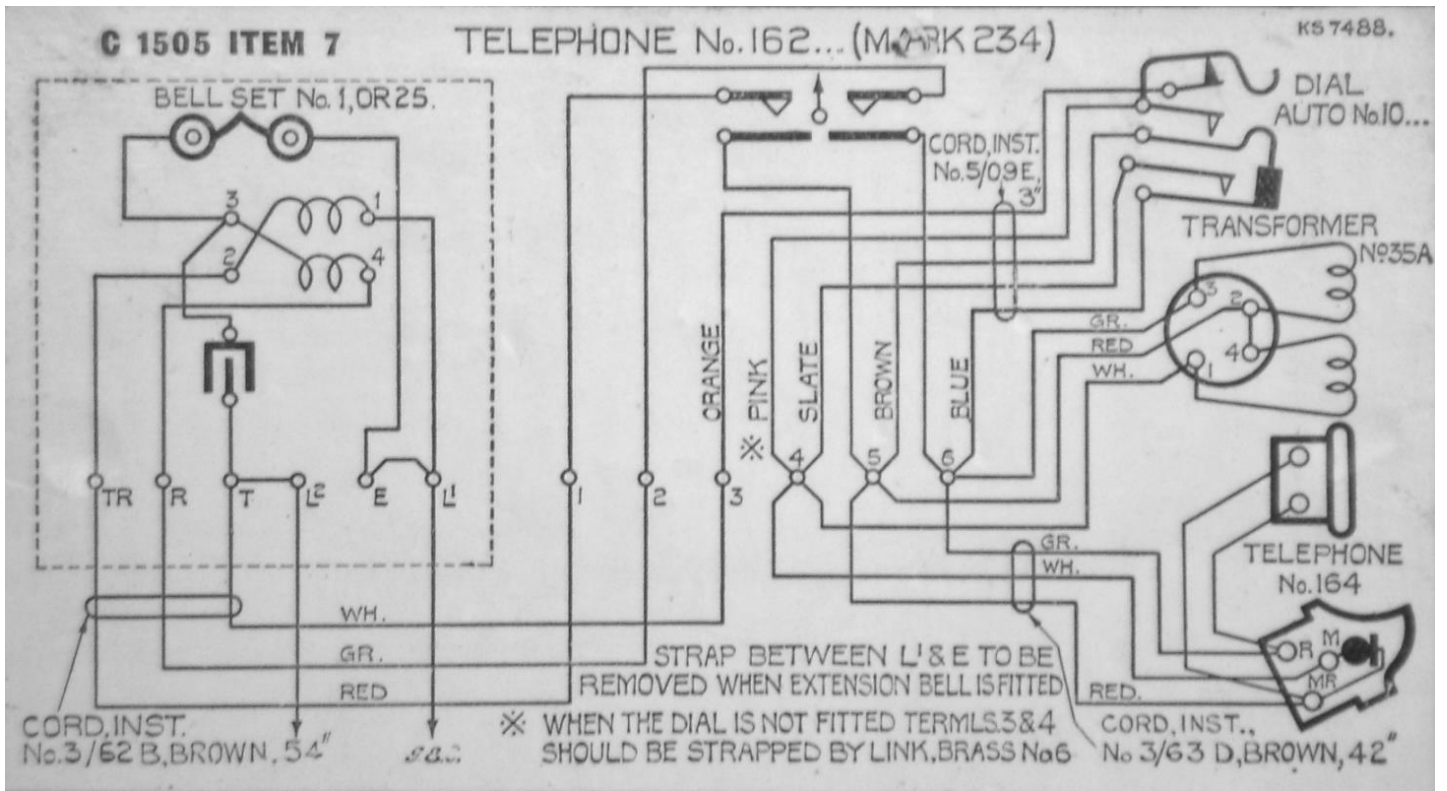 C 1505 ITEM 7
TELEPHONE No.162... (MARK 234)
KS7488.
BELL SET No.1, OR 25.
DIAL
AUTO No.10...
CORD, INST.
No.5/09E,
3"
TRANSFORMER
No35A
3
1
2
4
3
2
4
1
GR.
RED
WH.
ORANGE
※ PINK
SLATE
BROWN
BLUE
TR
R
T
L2
E
L1
1
2
3
4
5
6
GR.
WH.
RED.
TELEPHONE
No.164
R
M
MR
WH.
GR.
RED
STRAP BETWEEN L1 & E TO BE
REMOVED WHEN EXTENSION BELL IS FITTED
※ WHEN THE DIAL IS NOT FITTED TERMLS.3&4
SHOULD BE STRAPPED BY LINK, BRASS No6
CORD, INST.
No.3/62 B, BROWN, 54"
CORD, INST.,
No 3/63 D, BROWN, 42"